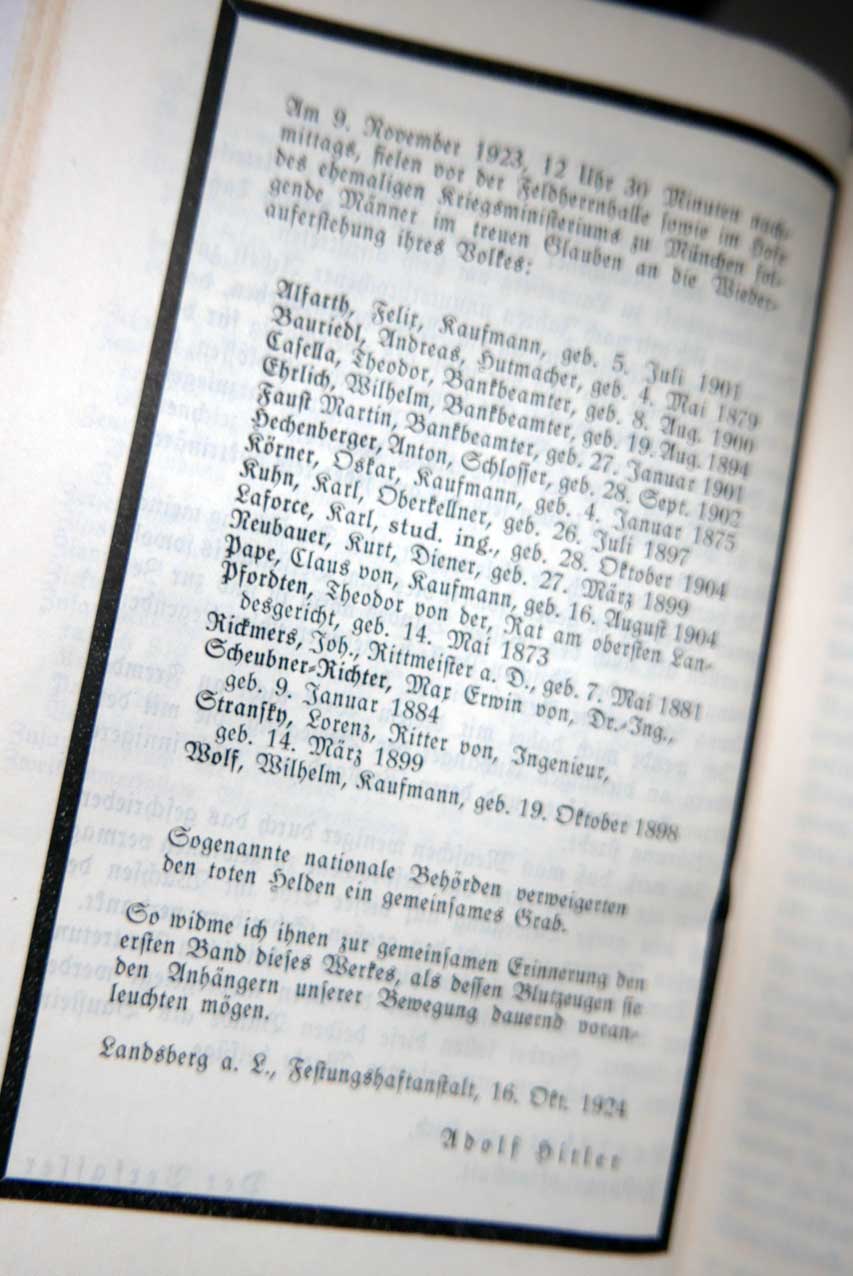 Am 9. November 1923, 12 Uhr 30 Minuten nach-
mittags, fielen vor der Feldherrnhalle sowie im Hofe
des ehemaligen Kriegsministeriums zu München fol-
gende Männer im treuen Glauben an die Wieder-
auferstehung ihres Volkes:
Alfarth, Felix, Kaufmann, geb. 5. Juli 1901
Bauriedl, Andreas, Hutmacher, geb. 4. Mai 1879
Casella, Theodor, Bankbeamter, geb. 8. Aug. 1900
Ehrlich, Wilhelm, Bankbeamter, geb. 19. Aug. 1894
Faust Martin, Bankbeamter, geb. 27. Januar 1901
Hechenberger, Anton, Schlosser, geb. 28. Sept. 1902
Körner, Oskar, Kaufmann, geb. 4. Januar 1875
Kuhn, Karl, Oberkellner, geb. 26. Juli 1897
Laforce, Karl, stud. ing., geb. 28. Oktober 1904
Neubauer, Kurt, Diener, geb. 27. März 1899
Pape, Claus von, Kaufmann, geb. 16. August 1904
Pfordten, Theodor von der, Rat am obersten Lan-
desgericht, geb. 14. Mai 1873
Rickmers, Joh., Rittmeister a. D., geb. 7. Mai 1881
Scheubner-Richter, Max Erwin von, Dr.-Ing.,
geb. 9. Januar 1884
Stransky, Lorenz, Ritter von, Ingenieur,
geb. 14. März 1899
Wolf, Wilhelm, Kaufmann, geb. 19. Oktober 1898
Sogenannte nationale Behörden verweigerten
den toten Helden ein gemeinsames Grab.
So widme ich ihnen zur gemeinsamen Erinnerung den
ersten Band dieses Werkes, als dessen Blutzeugen sie
den Anhängern unserer Bewegung dauernd voran-
leuchten mögen.
Landsberg a. L., Festungshaftanstalt, 16. Okt. 1924
Adolf Hitler